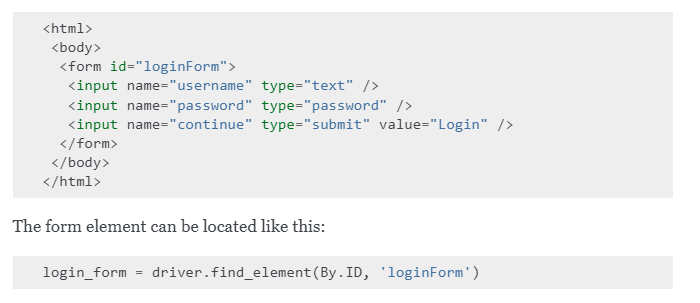 <html>
<body>
<form id="loginForm">
<input name="username" type="text" />
<input name="password" type="password" />
<input name="continue" type="submit" value="Login" />
</form>
</body>
</html>
The form element can be located like this:
login_form = driver.find_element(By.ID, 'loginForm')